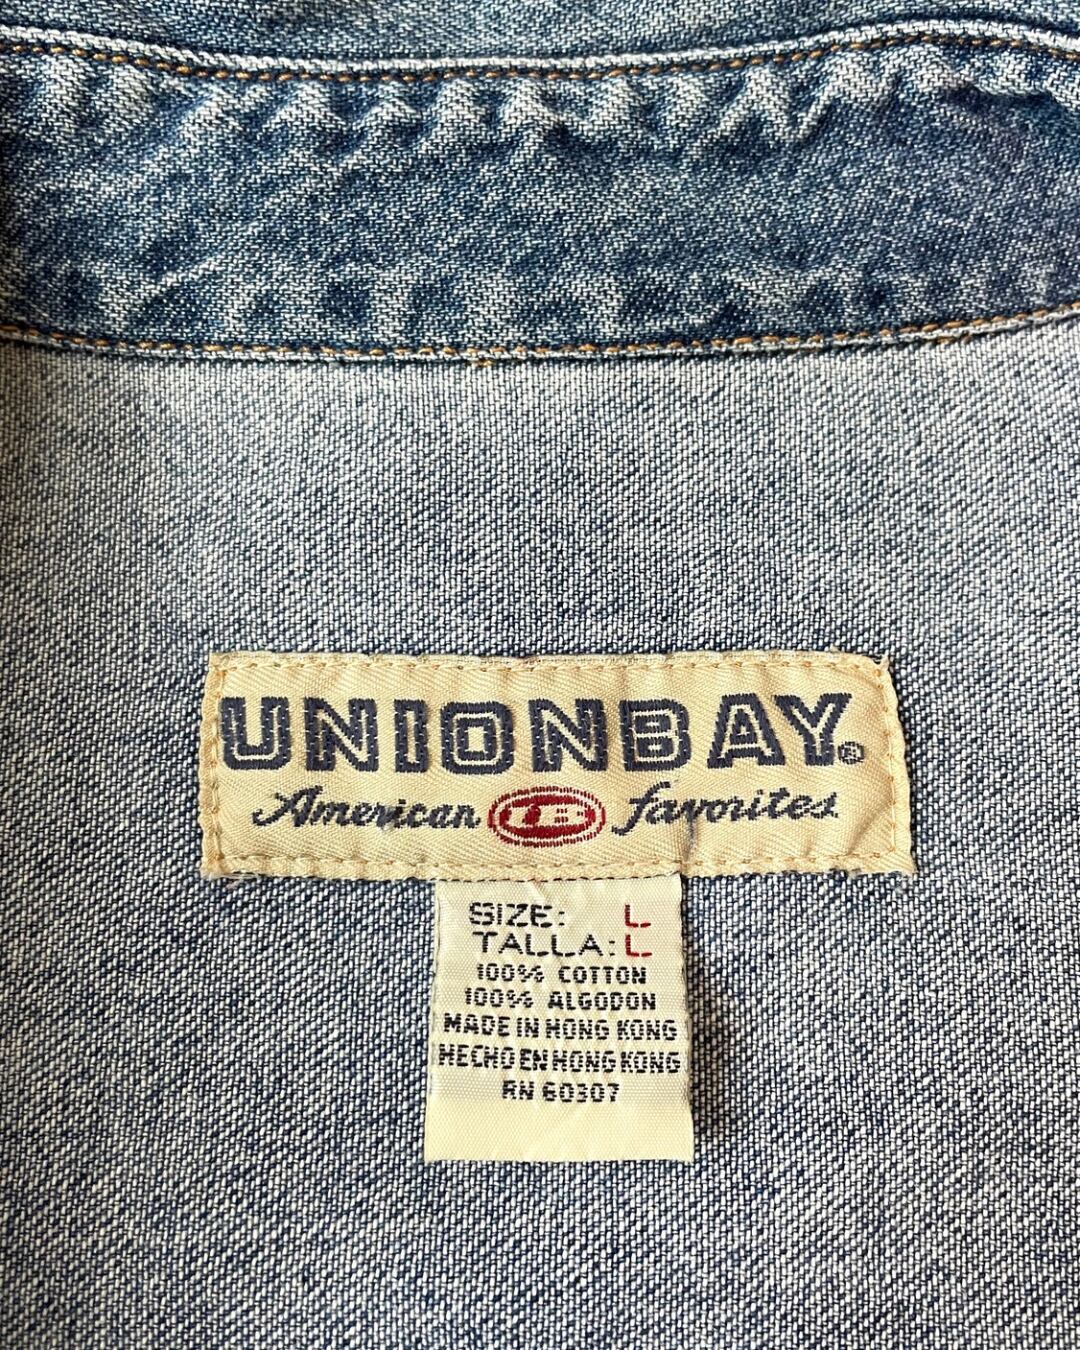 UNIONBAY®
American UB favorites.
SIZE: L
TALLA: L
100% COTTON
100% ALGODON
MADE IN HONG KONG
HECHO EN HONG KONG
RN 60307